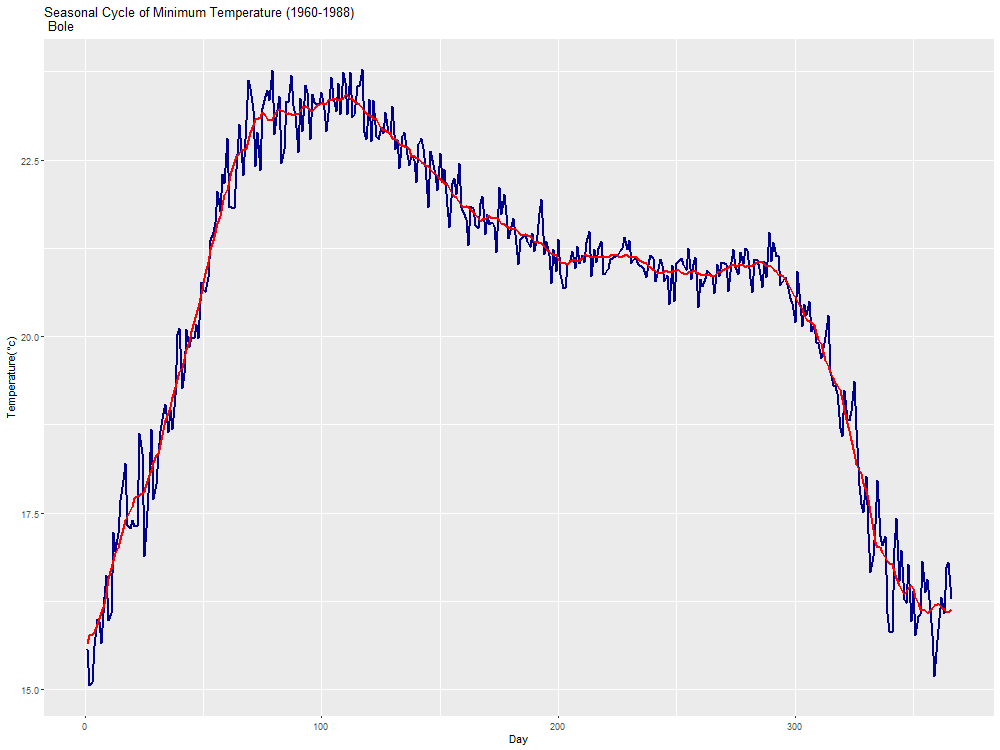 Seasonal Cycle of Minimum Temperature (1960-1988)
Bole
Temperature(°c)
22.5
20.0
17.5
15.0
0
100
200
300
Day